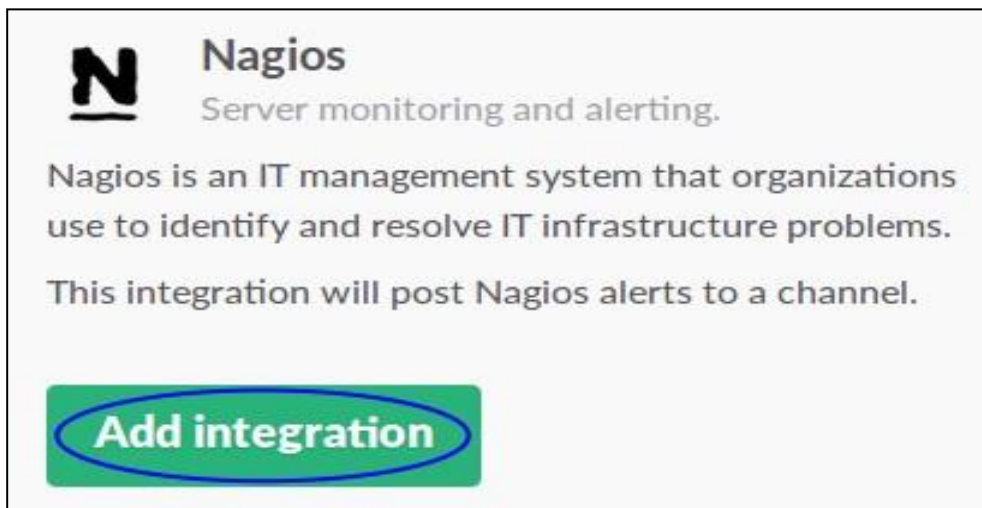 N
Nagios
Server monitoring and alerting.
Nagios is an IT management system that organizations
use to identify and resolve IT infrastructure problems.
This integration will post Nagios alerts to a channel.
Add integration